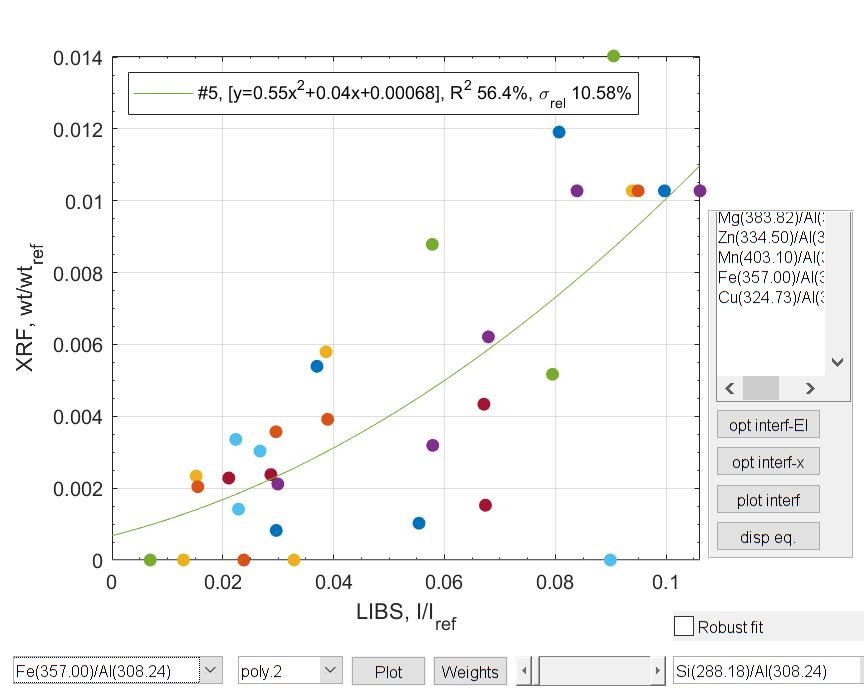 0.014
#5, [y=0.55x²+0.04x+0.00068], R² 56.4%, σrel 10.58%
0.012
0.01
0.008
0.006
0.004
0.002
0
XRF, wt/wtref
0 0.02 0.04 0.06 0.08 0.1
LIBS, I/Iref
Mg(383.82)/Al(3
Zn(334.50)/Al(3
Mn(403.10)/Al(3
Fe(357.00)/Al(3
Cu(324.73)/Al(3
opt interf-El
opt interf-x
plot interf
disp eq.
Robust fit
Fe(357.00)/Al(308.24) poly.2 Plot Weights Si(288.18)/Al(308.24)